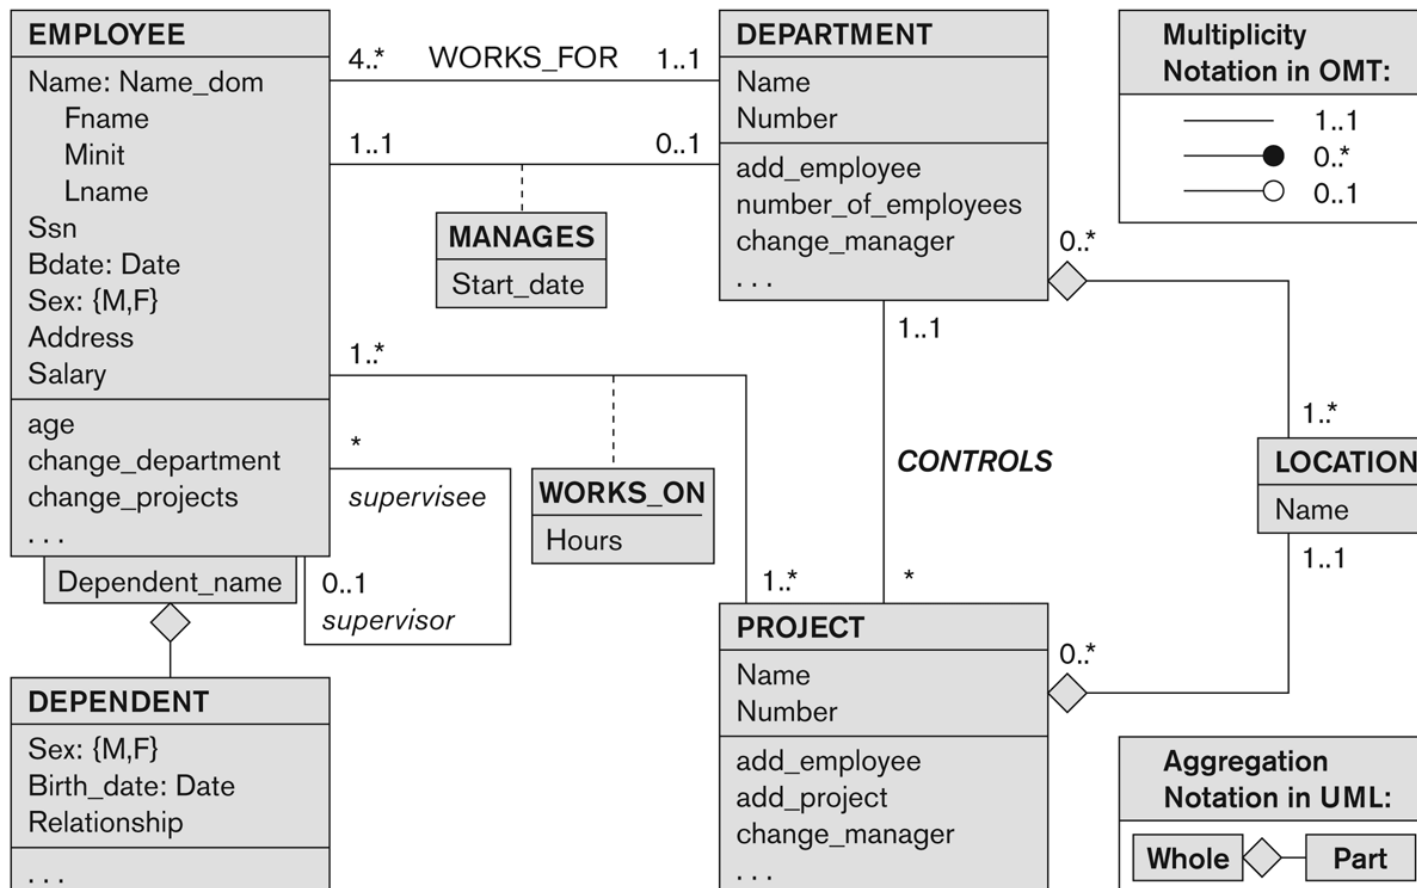 EMPLOYEE
Name: Name_dom
Fname
Minit
Lname
Ssn
Bdate: Date
Sex: {M,F}
Address
Salary
age
change_department
change_projects
. . .
Dependent_name
DEPENDENT
Sex: {M,F}
Birth_date: Date
Relationship
. . .
4..* WORKS_FOR 1..1
1..1 0..1
MANAGES
Start_date
1..*
*
supervisee
0..1
supervisor
WORKS_ON
Hours
1..*
DEPARTMENT
Name
Number
add_employee
number_of_employees
change_manager
. . .
0..*
1..1
CONTROLS
*
PROJECT
Name
Number
add_employee
add_project
change_manager
. . .
0..*
1..*
LOCATION
Name
1..1
Multiplicity
Notation in OMT:
1..1
0..*
0..1
Aggregation
Notation in UML:
Whole Part